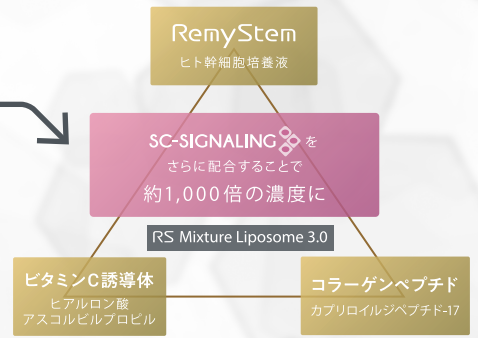 RemyStem
ヒト幹細胞培養液
SC-SIGNALING を
さらに配合することで
約1,000倍の濃度に
RS Mixture Liposome 3.0
ビタミンC誘導体
ヒアルロン酸
アスコルビルプロピル
コラーゲンペプチド
カプリロイルジペプチド-17